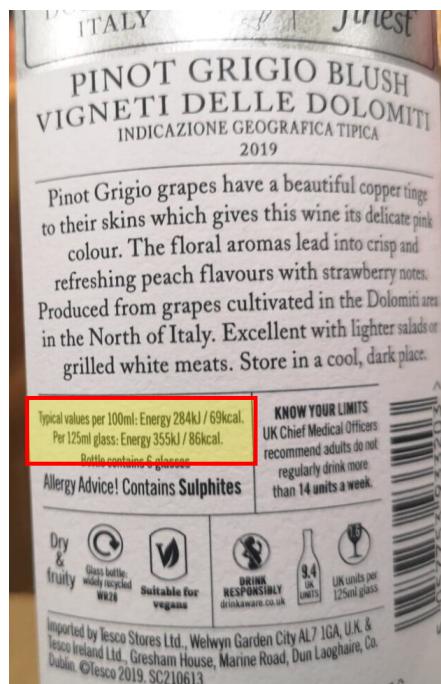 ITALY
finest
PINOT GRIGIO BLUSH
VIGNETI DELLE DOLOMITI
INDICAZIONE GEOGRAFICA TIPICA
2019
Pinot Grigio grapes have a beautiful copper tinge
to their skins which gives this wine its delicate pink
colour. The floral aromas lead into crisp and
refreshing peach flavours with strawberry notes.
Produced from grapes cultivated in the Dolomiti area
in the North of Italy. Excellent with lighter salads or
grilled white meats. Store in a cool, dark place.
Typical values per 100ml: Energy 284kJ / 69kcal.
Per 125ml glass: Energy 355kJ / 86kcal.
Bottle contains 6 glasses
Allergy Advice! Contains Sulphites
KNOW YOUR LIMITS
UK Chief Medical Officers
recommend adults do not
regularly drink more
than 14 units a week.
Dry
&
fruity
Glass bottle:
widely recycled
Suitable for
vegans
DRINK
RESPONSIBLY
drinkaware.co.uk
9.4
UK
UNITS
UK units per
125ml glass
Imported by Tesco Stores Ltd., Welwyn Garden City AL7 1GA, U.K. &
Tesco Ireland Ltd., Gresham House, Marine Road, Dun Laoghaire, Co.
Dublin. ©Tesco 2019. SC210613